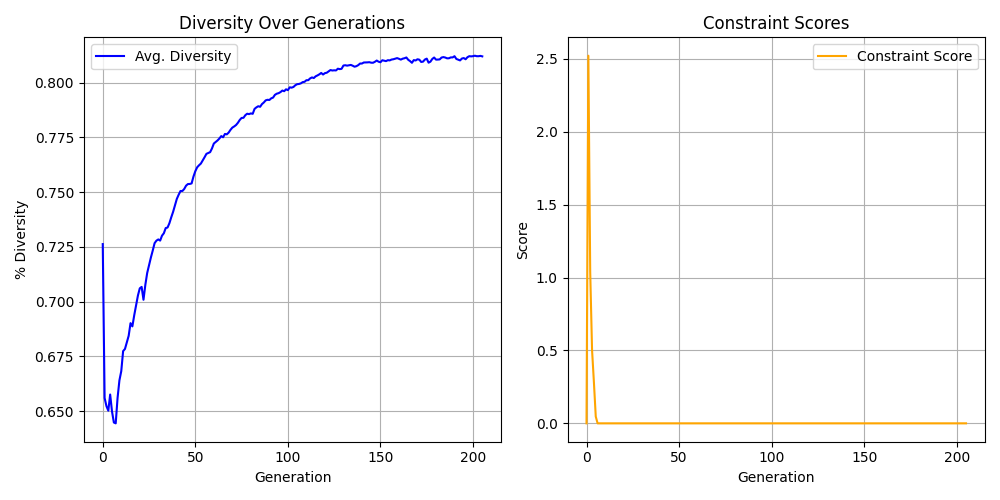 Diversity Over Generations
Avg. Diversity
% Diversity
0.800
0.775
0.750
0.725
0.700
0.675
0.650
0 50 100 150 200
Generation
Constraint Scores
Constraint Score
Score
2.5
2.0
1.5
1.0
0.5
0.0
0 50 100 150 200
Generation